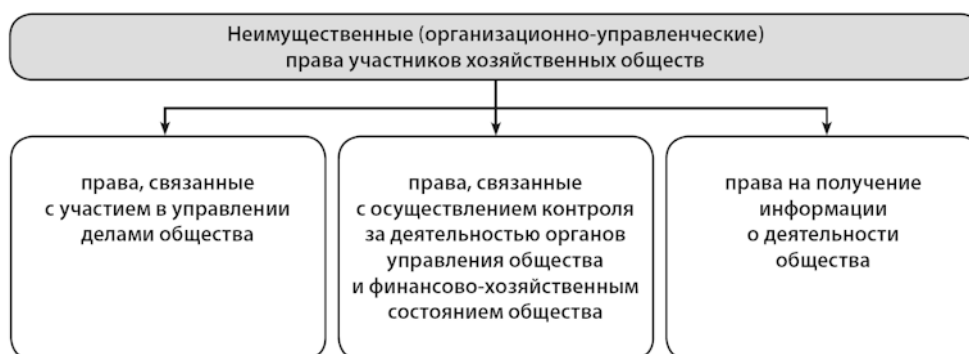 Неимущественные (организационно-управленческие)
права участников хозяйственных обществ
права, связанные
с участием в управлении
делами общества
права, связанные
с осуществлением контроля
за деятельностью органов
управления общества
и финансово-хозяйственным
состоянием общества
права на получение
информации
о деятельности
общества